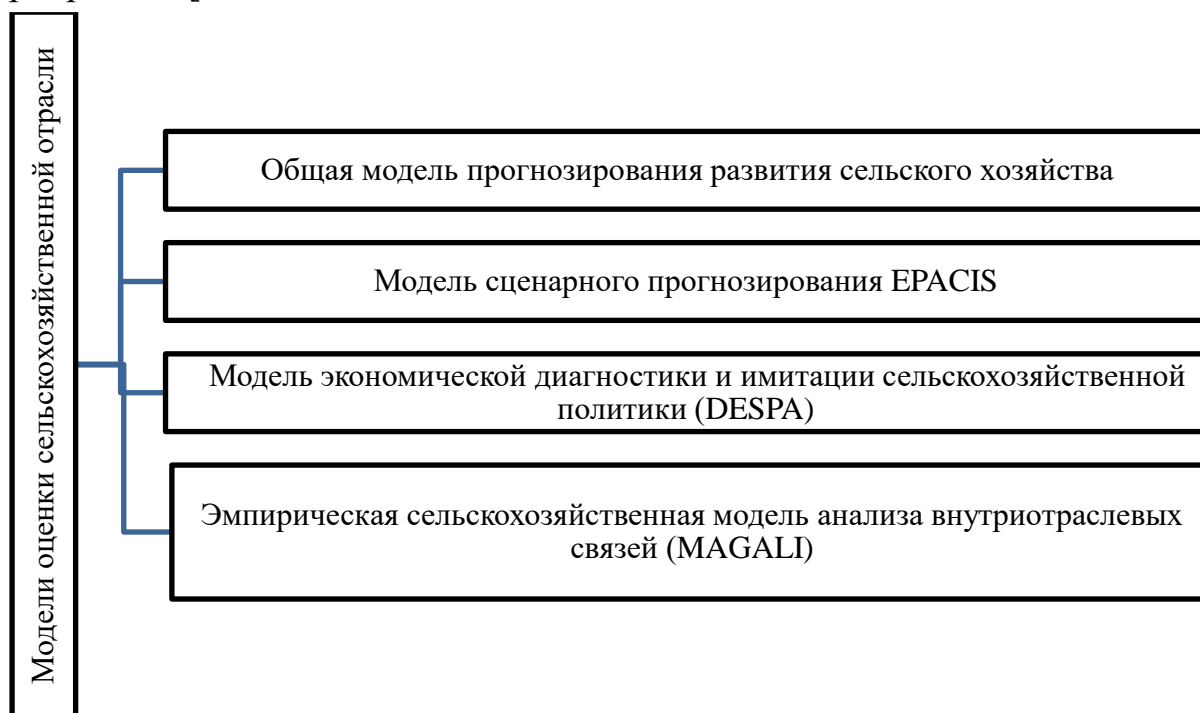 Модели оценки сельскохозяйственной отрасли
Общая модель прогнозирования развития сельского хозяйства
Модель сценарного прогнозирования EPACIS
Модель экономической диагностики и имитации сельскохозяйственной
политики (DESPA)
Эмпирическая сельскохозяйственная модель анализа внутриотраслевых
связей (MAGALI)